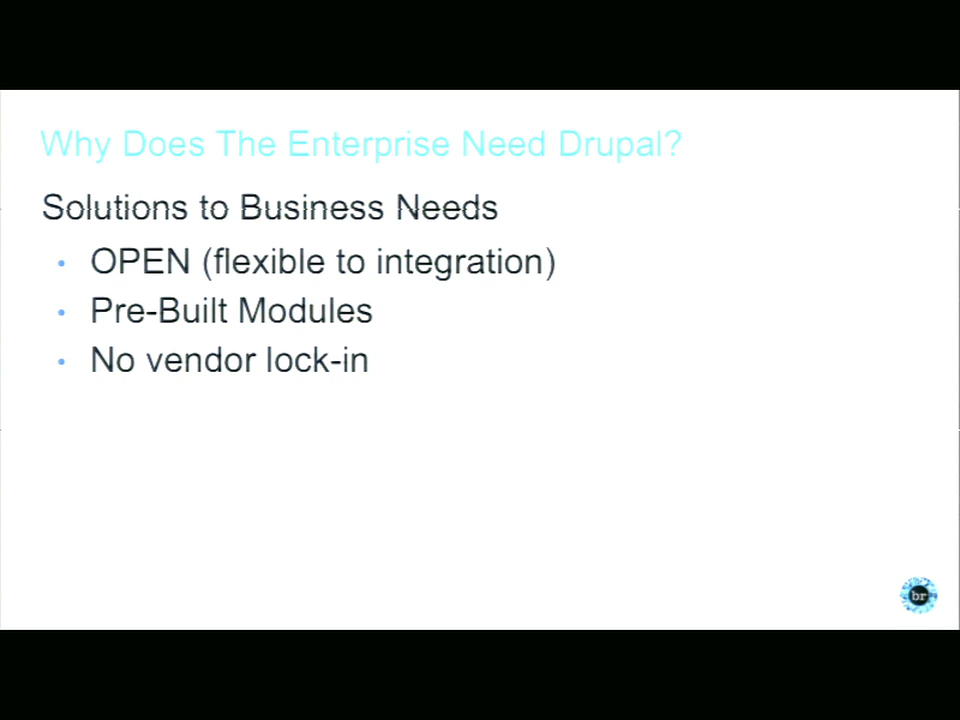 Why Does The Enterprise Need Drupal?
Solutions to Business Needs
• OPEN (flexible to integration)
• Pre-Built Modules
• No vendor lock-in
br